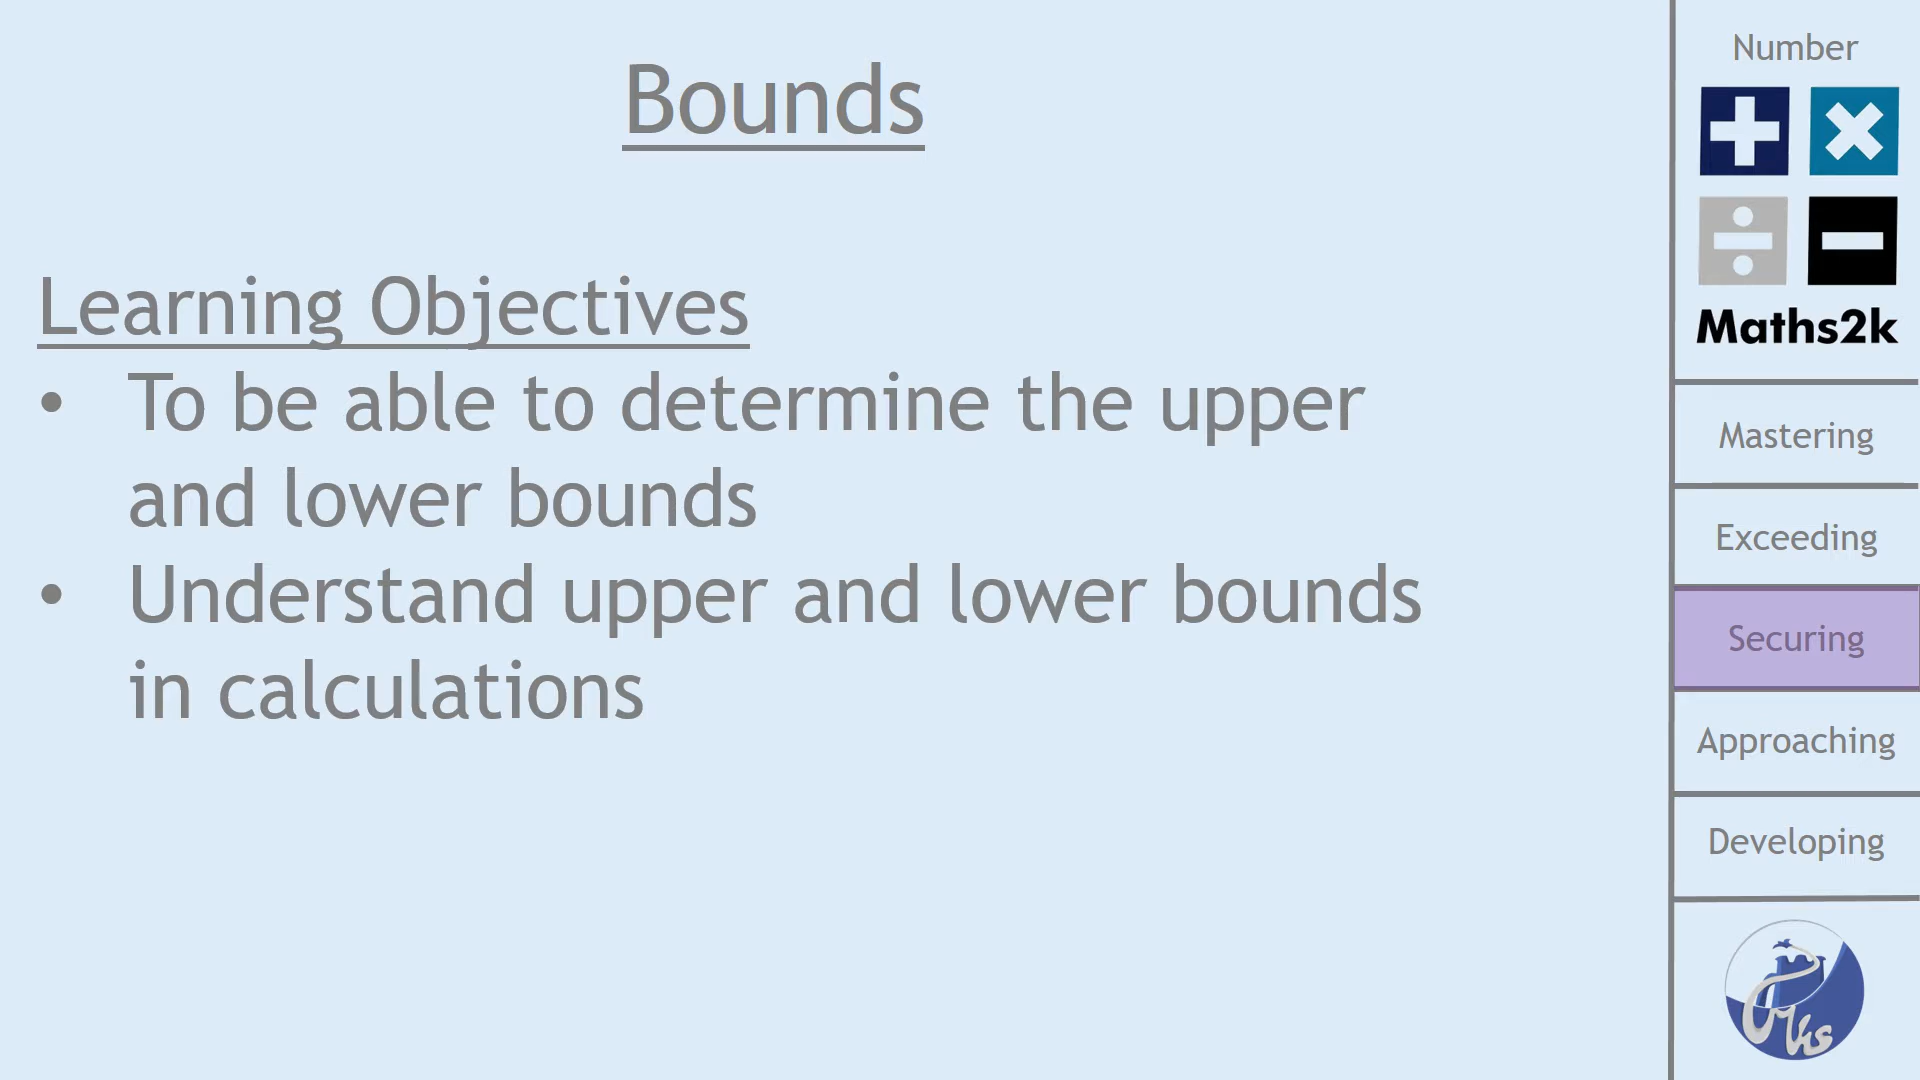 Bounds
Learning Objectives
• To be able to determine the upper
and lower bounds
• Understand upper and lower bounds
in calculations
Number
Maths2k
Mastering
Exceeding
Securing
Approaching
Developing